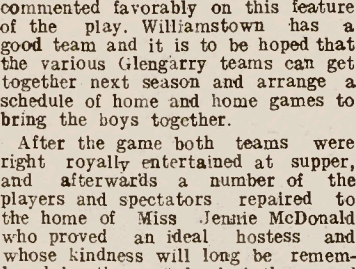 commented favorably on this feature
of the play. Williamstown has a
good team and it is to be hoped that
the various Glengarry teams can get
together next season and arrange a
schedule of home and home games to
bring the boys together.
After the game both teams were
right royally entertained at supper,
and afterwards a number of the
players and spectators repaired to
the home of Miss Jennie McDonald
who proved an ideal hostess and
whose kindness will long be remem-